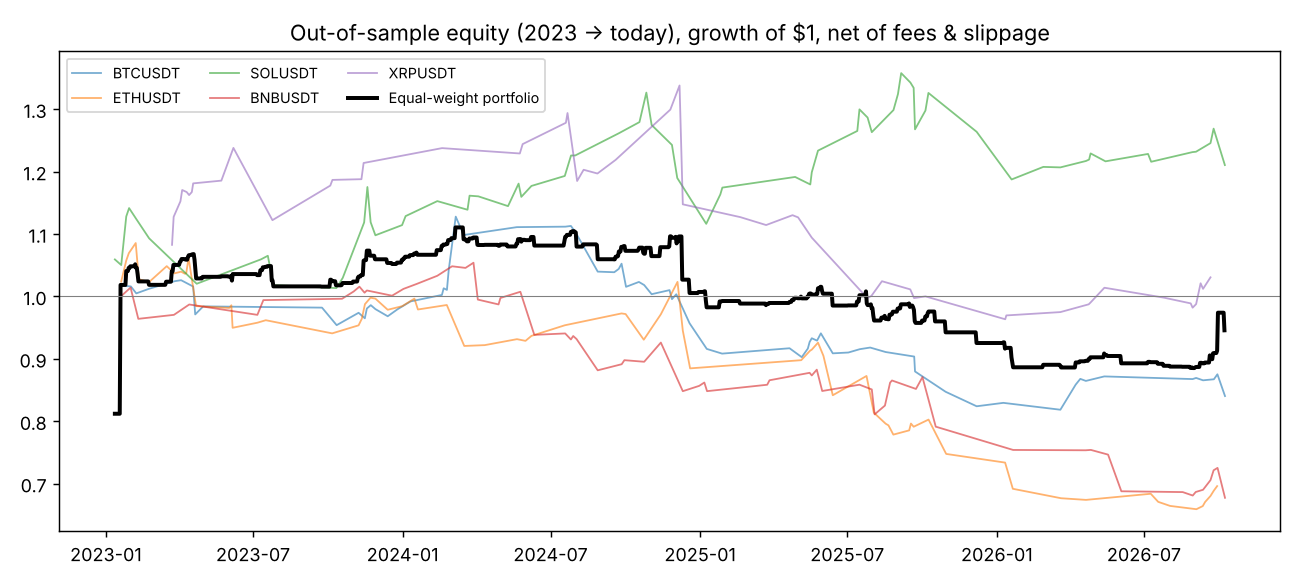 Out-of-sample equity (2023 → today), growth of $1, net of fees & slippage
BTCUSDT SOLUSDT XRPUSDT
ETHUSDT BNBUSDT Equal-weight portfolio
1.3
1.2
1.1
1.0
0.9
0.8
0.7
2023-01 2023-07 2024-01 2024-07 2025-01 2025-07 2026-01 2026-07